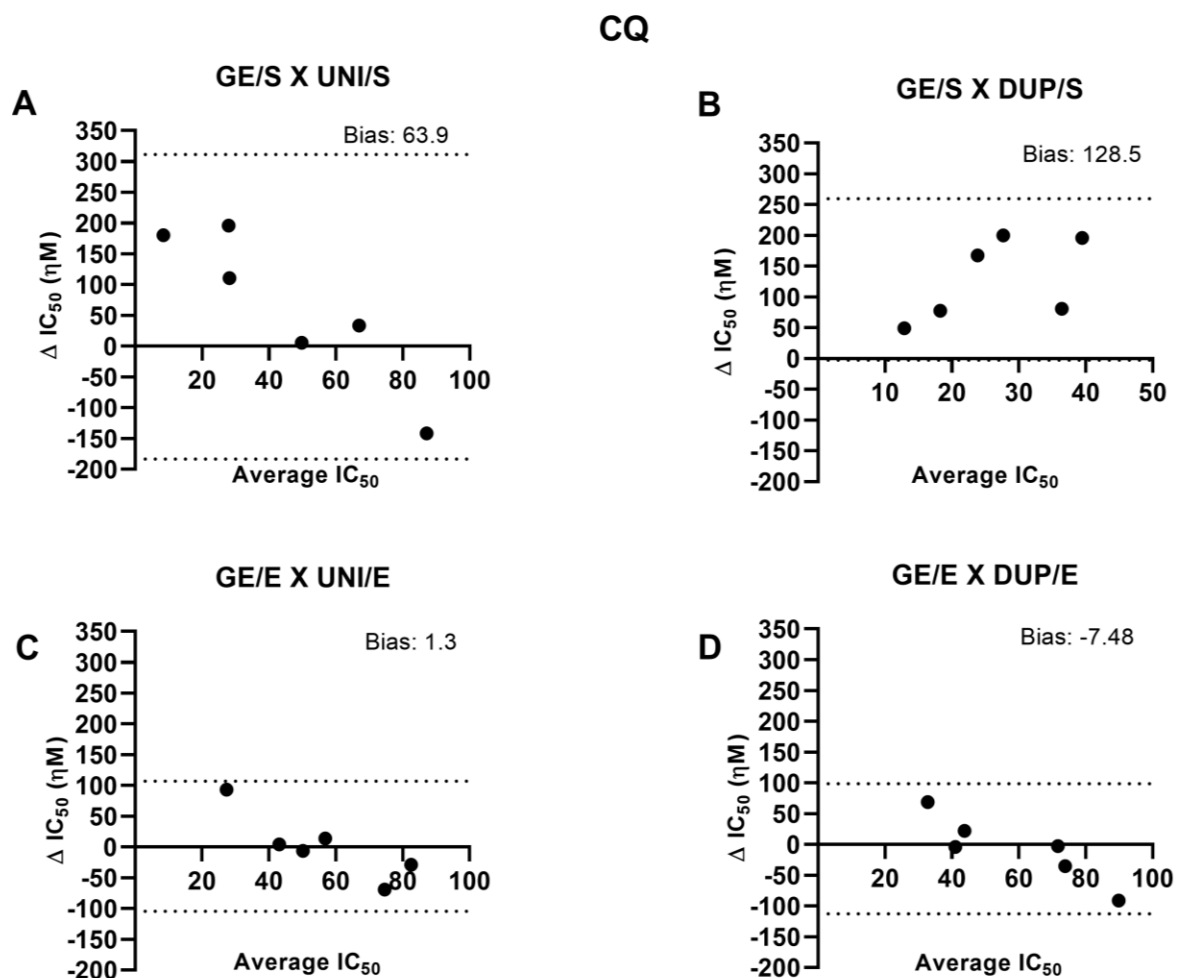 CQ
GE/S X UNI/S
A
Bias: 63.9
350
300
250
200
150
100
50
0
-50
-100
-150
-200
Δ IC50 (ηM)
20 40 60 80 100
Average IC50
GE/S X DUP/S
B
Bias: 128.5
350
300
250
200
150
100
50
0
-50
-100
-150
-200
Δ IC50 (ηM)
10 20 30 40 50
Average IC50
GE/E X UNI/E
C
Bias: 1.3
350
300
250
200
150
100
50
0
-50
-100
-150
-200
Δ IC50 (ηM)
20 40 60 80 100
Average IC50
GE/E X DUP/E
D
Bias: -7.48
350
300
250
200
150
100
50
0
-50
-100
-150
-200
Δ IC50 (ηM)
20 40 60 80 100
Average IC50